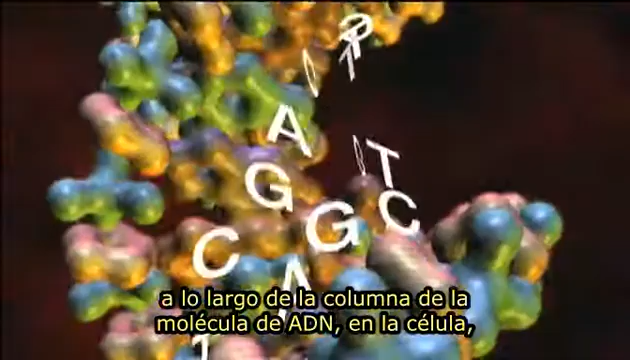 A
T
G
G
C
C
A
a lo largo de la columna de la
molécula de ADN, en la célula,